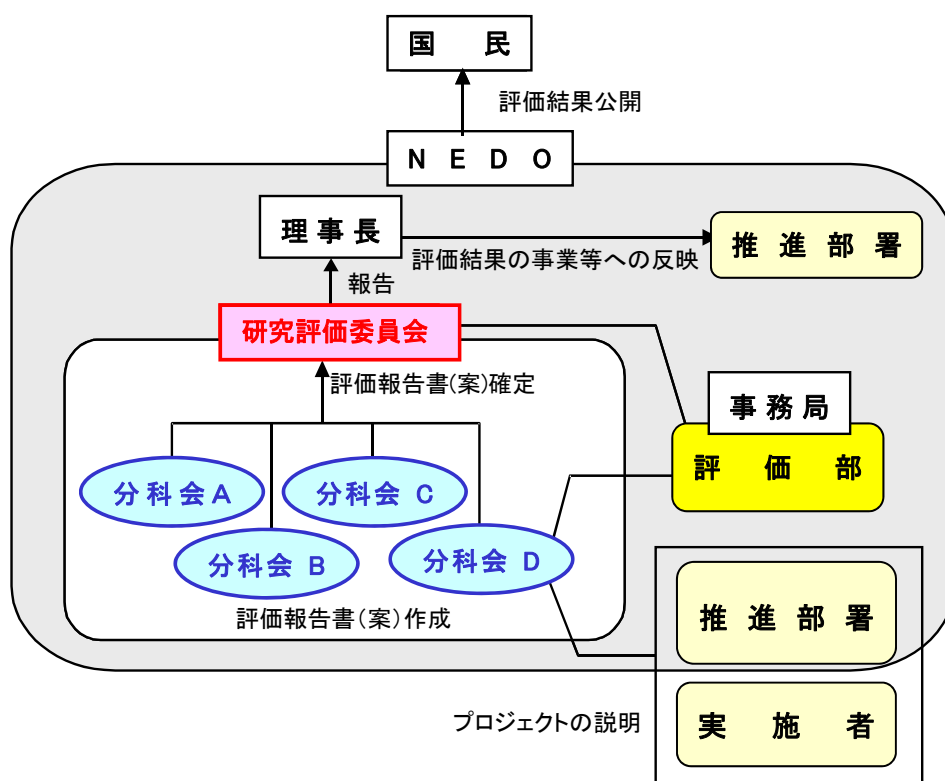 国 民
評価結果公開
N E D O
理事長
評価結果の事業等への反映
推進部署
報告
研究評価委員会
評価報告書(案)確定
事務局
評価部
分科会A
分科会 C
分科会 B
分科会 D
評価報告書(案)作成
推進部署
プロジェクトの説明
実施者